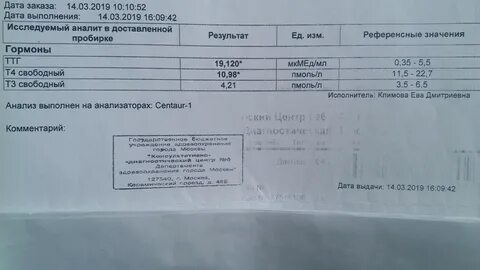 Дата заказа: 14.03.2019 10:10:52
Дата выполнения: 14.03.2019 16:09:42
Исследуемый аналит в доставленной пробирке Результат Ед. изм. Референсные значения
Гормоны
ТТГ 19,120* мкМЕд/мл 0,35 - 5,5
Т4 свободный 10,98* пмоль/л 11,5 - 22,7
Т3 свободный 4,21 пмоль/л 3.5 - 6.5
Исполнитель: Климова Ева Дмитриевна
Анализ выполнен на анализаторах: Centaur-1
Комментарий:
Государственное бюджетное
учреждение здравоохранения
города Москвы
"Консультативно-
диагностический центр №6
Департамента
здравоохранения города Москвы"
127540, г. Москва,
Керамический проезд, д. 49Б
Дата выдачи: 14.03.2019 16:09:42